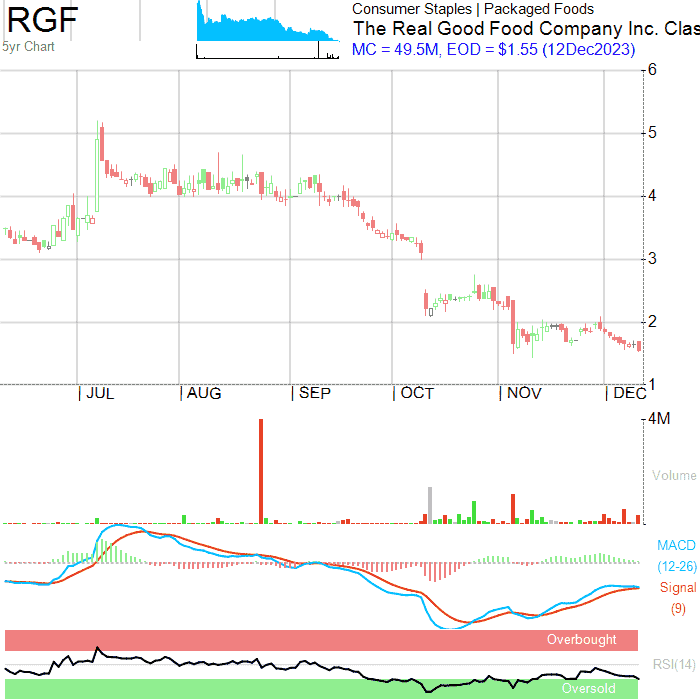 RGF
5yr Chart
Consumer Staples | Packaged Foods
The Real Good Food Company Inc. Clas
MC = 49.5M, EOD = $1.55 (12Dec2023)
6
5
4
3
2
1
| JUL | AUG | SEP | OCT | NOV | DEC
4M
Volume
MACD
(12-26)
Signal
(9)
Overbought
RSI(14)
Oversold